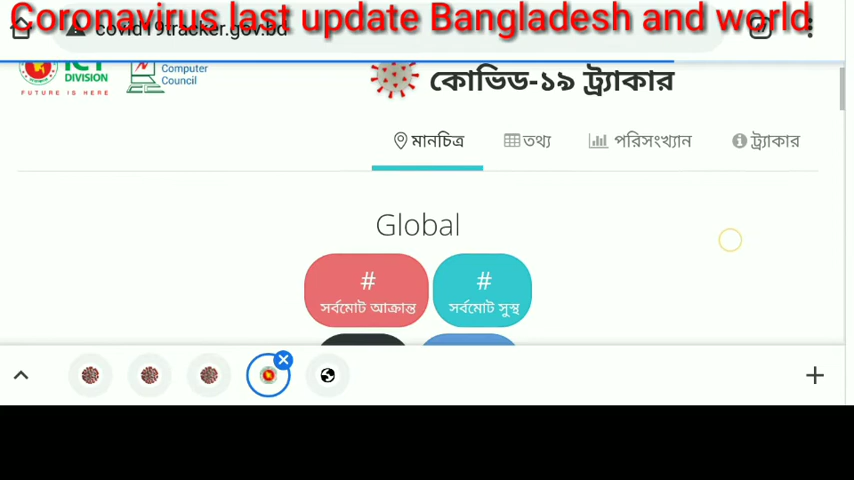 Coronavirus last update Bangladesh and world
covid19tracker.gov.bd
ICT
DIVISION
FUTURE IS HERE
Computer
Council
কোভিড-১৯ ট্র্যাকার
মানচিত্র তথ্য পরিসংখ্যান ট্র্যাকার
Global
#
সর্বমোট আক্রান্ত
#
সর্বমোট সুস্থ